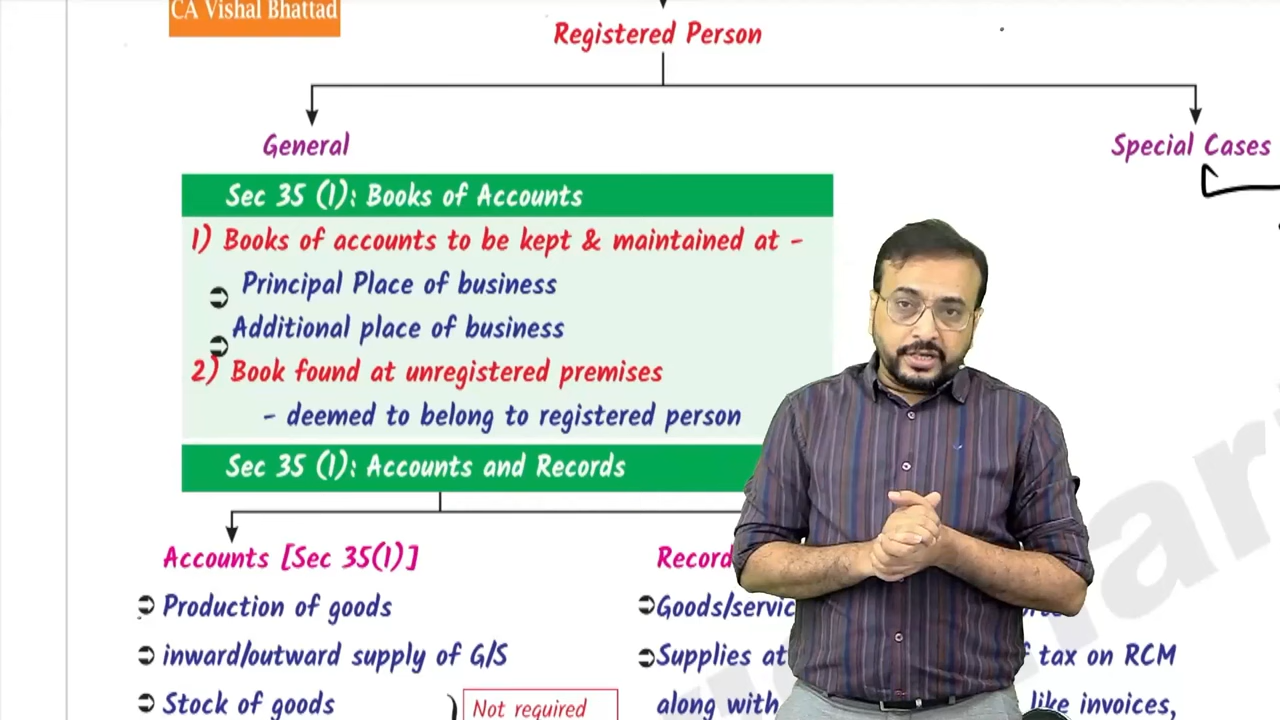 CA Vishal Bhattad
Registered Person
General
Special Cases
Sec 35 (1): Books of Accounts
1) Books of accounts to be kept & maintained at -
Principal Place of business
Additional place of business
2) Book found at unregistered premises
- deemed to belong to registered person
Sec 35 (1): Accounts and Records
Accounts [Sec 35(1)]
Production of goods
inward/outward supply of G/S
Stock of goods
Not required
Record
Goods/servic
Supplies at tax on RCM
along with like invoices,